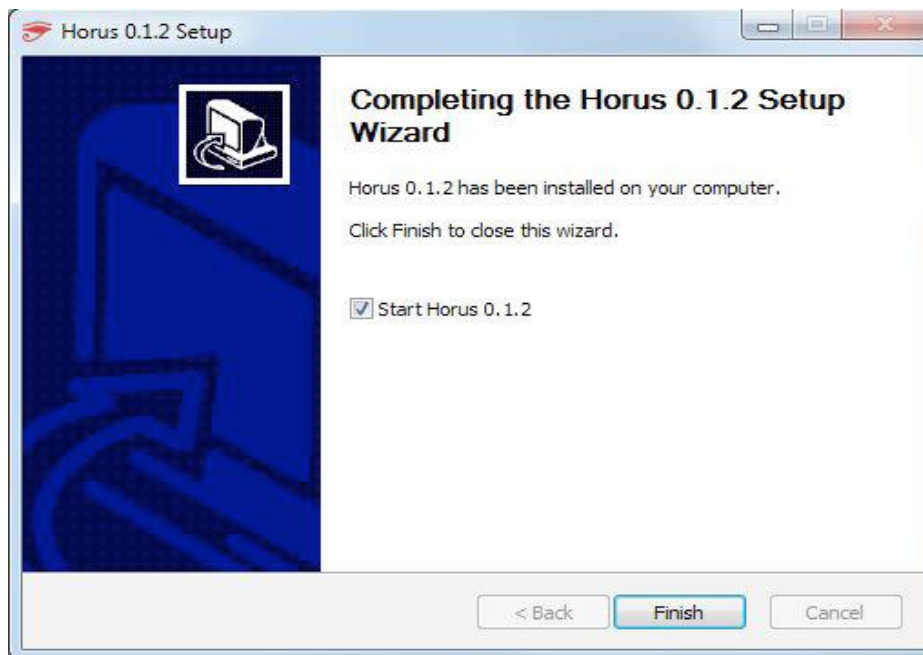 Horus 0.1.2 Setup
Completing the Horus 0.1.2 Setup
Wizard
Horus 0.1.2 has been installed on your computer.
Click Finish to close this wizard.
Start Horus 0.1.2
< Back
Finish
Cancel